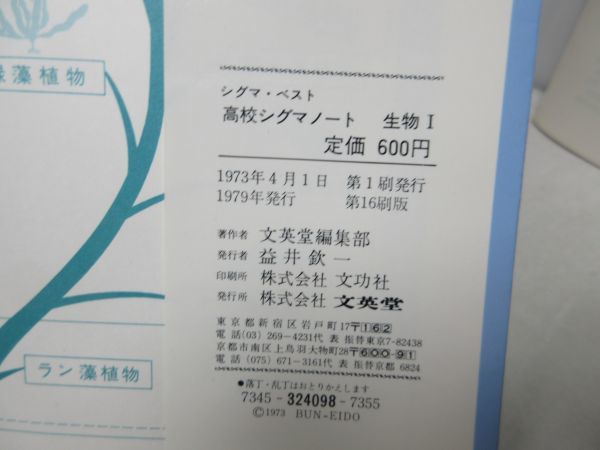 緑藻植物
ラン藻植物
シグマ・ベスト
高校シグマノート 生物Ⅰ
定価 600円
1973年4月1日 第1刷発行
1979年発行 第16刷版
著作者 文英堂編集部
発行者 益井欽一
印刷所 株式会社 文功社
発行所 株式会社 文英堂
東京都新宿区岩戸町17〒162
電話(03) 269-4231代表 振替東京7-82438
京都市南区上鳥羽大物町28〒600-91
電話(075) 671-3161代表 振替京都 6824
●落丁・乱丁はおとりかえします
7345-324098-7355
©1973 BUN-EIDO